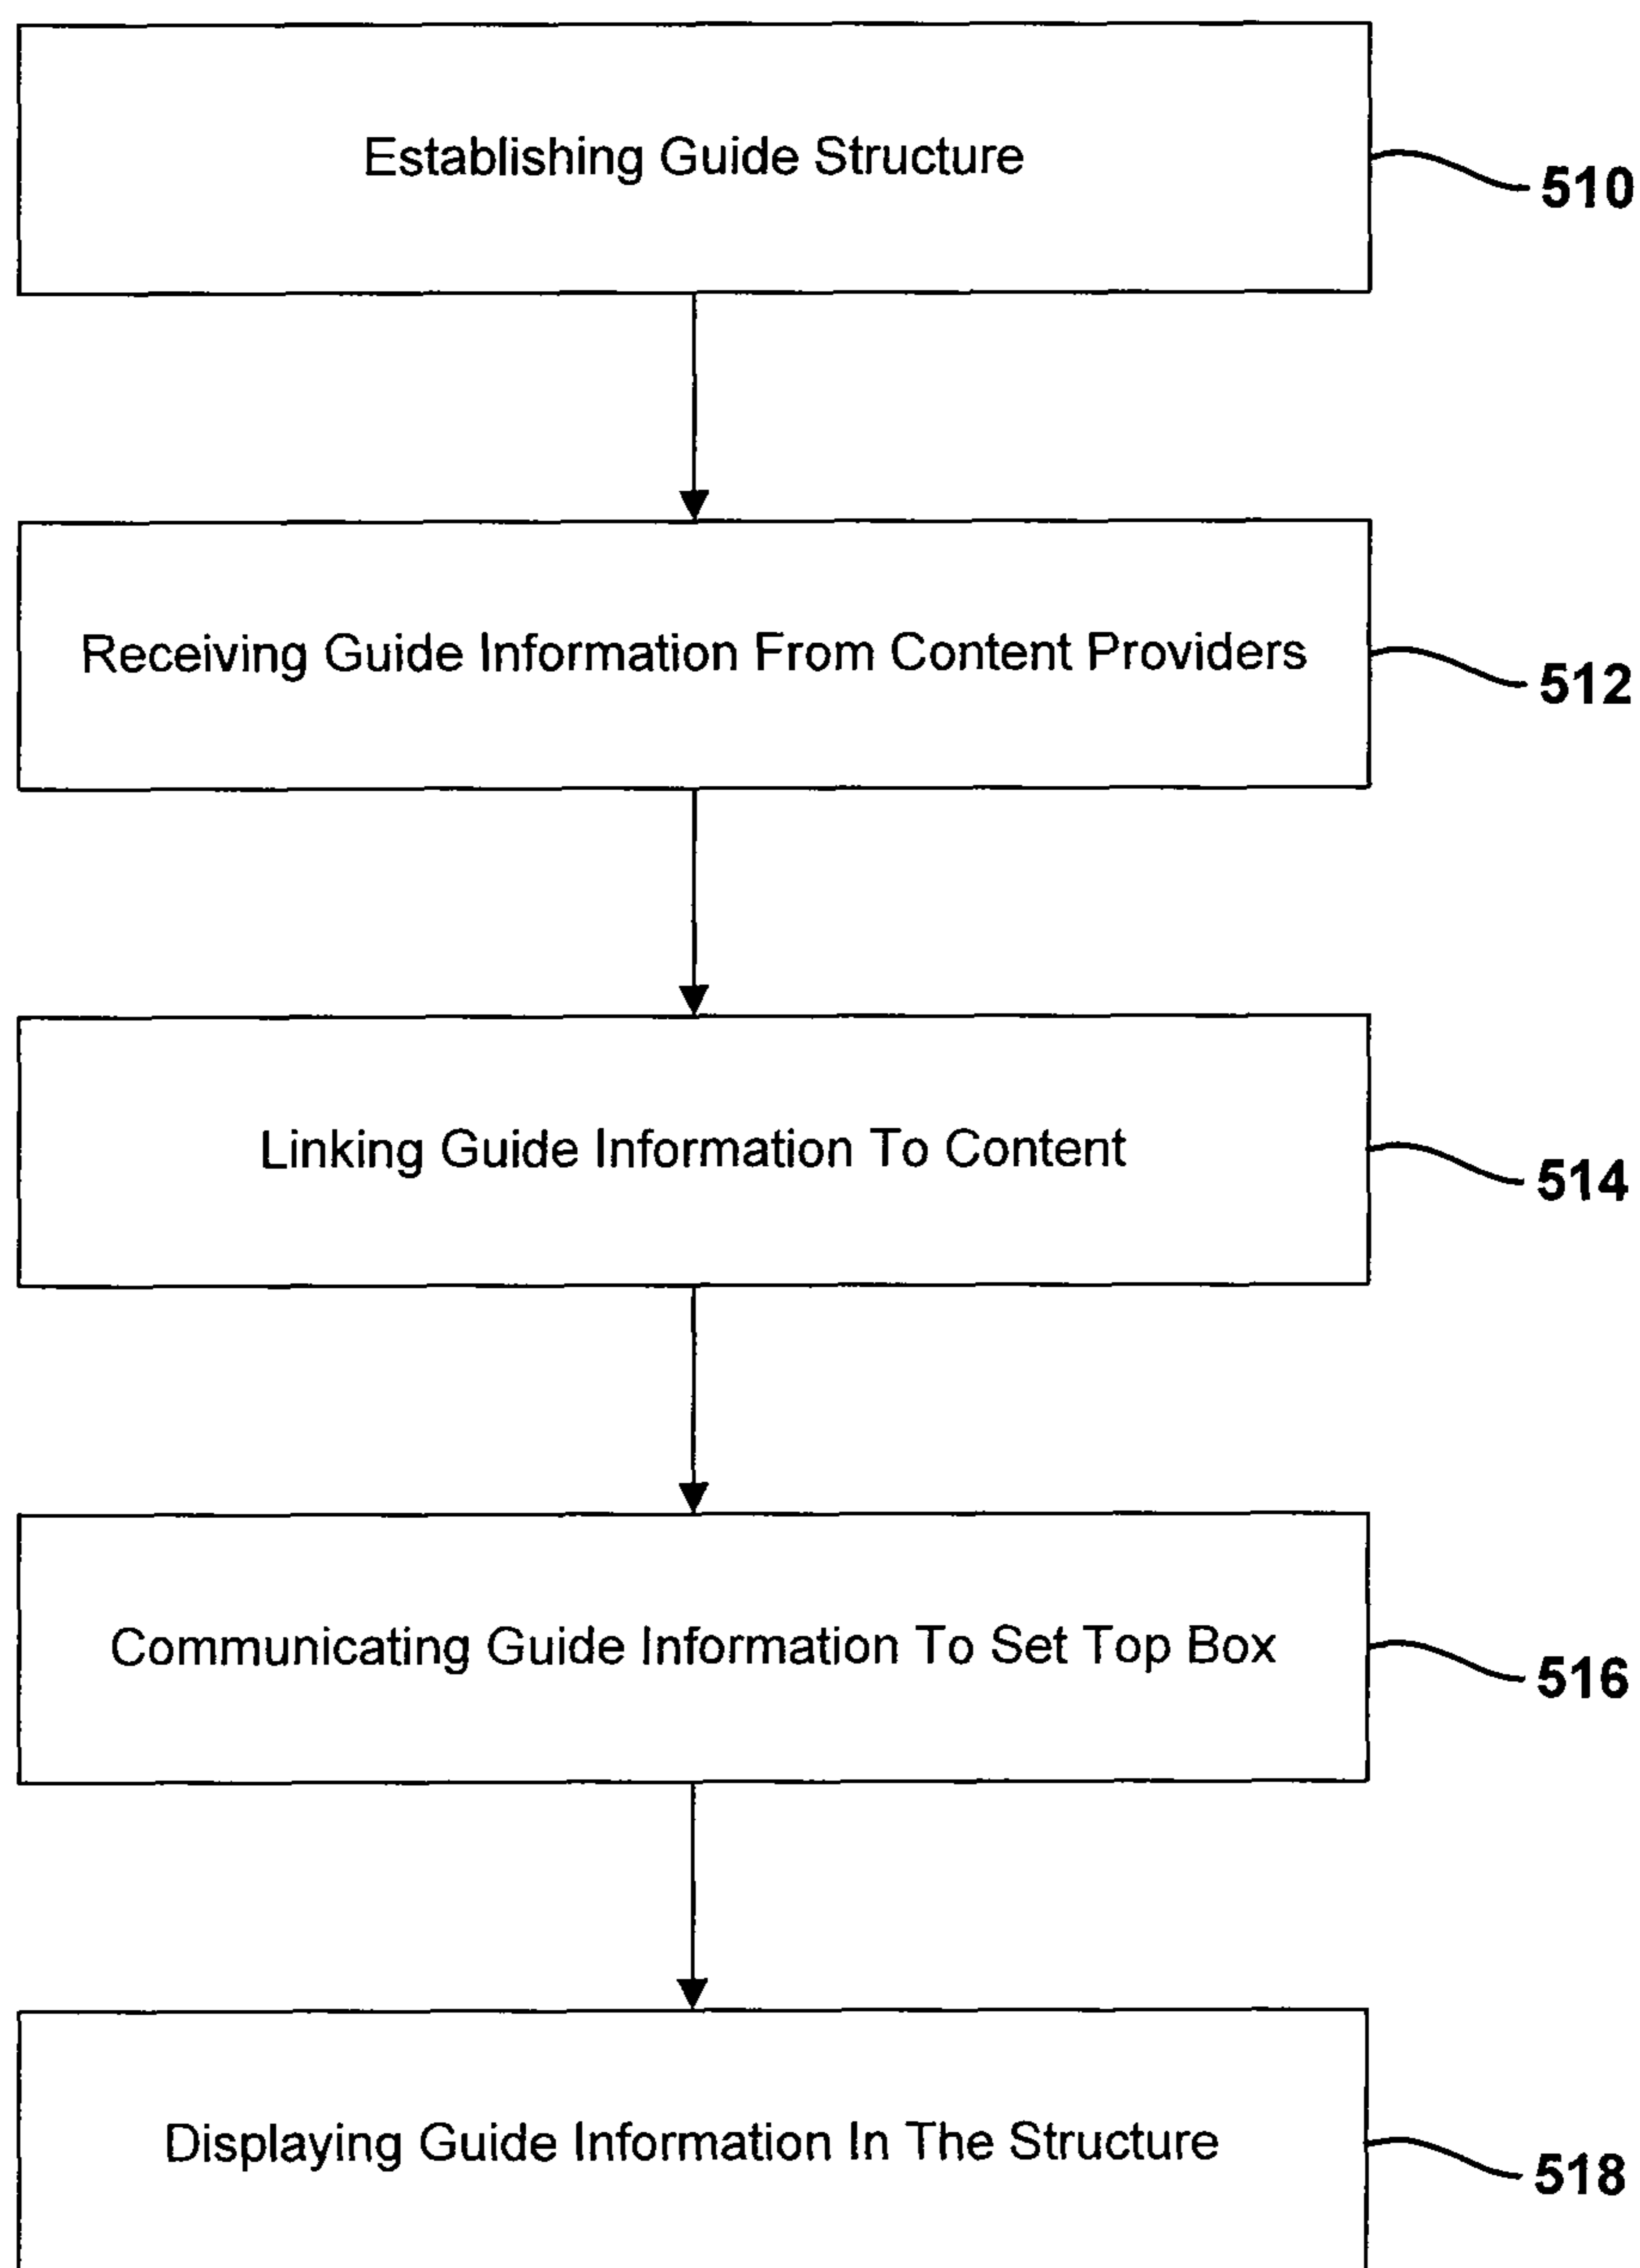 Establishing Guide Structure
510
Receiving Guide Information From Content Providers
512
Linking Guide Information To Content
514
Communicating Guide Information To Set Top Box
516
Displaying Guide Information In The Structure
518